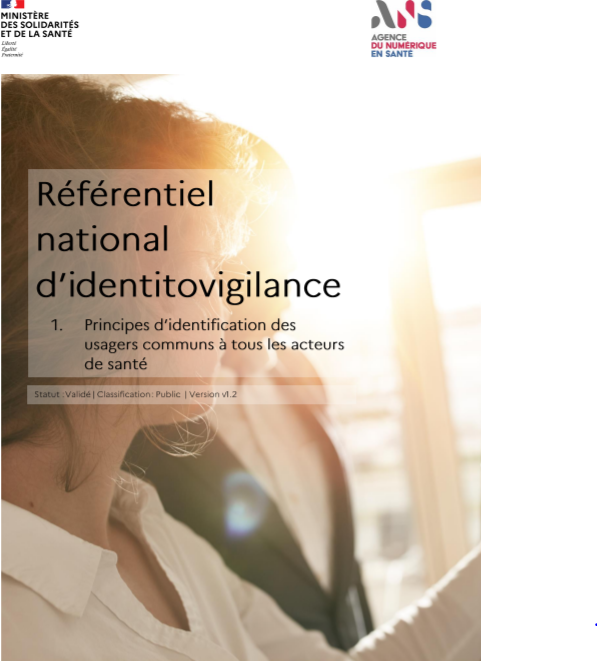 MINISTÈRE
DES SOLIDARITÉS
ET DE LA SANTÉ
Liberté
Égalité
Fraternité
ANS
AGENCE
DU NUMÉRIQUE
EN SANTÉ
Référentiel
national
d'identitovigilance
1. Principes d'identification des
usagers communs à tous les acteurs
de santé
Statut : Validé | Classification : Public | Version v1.2